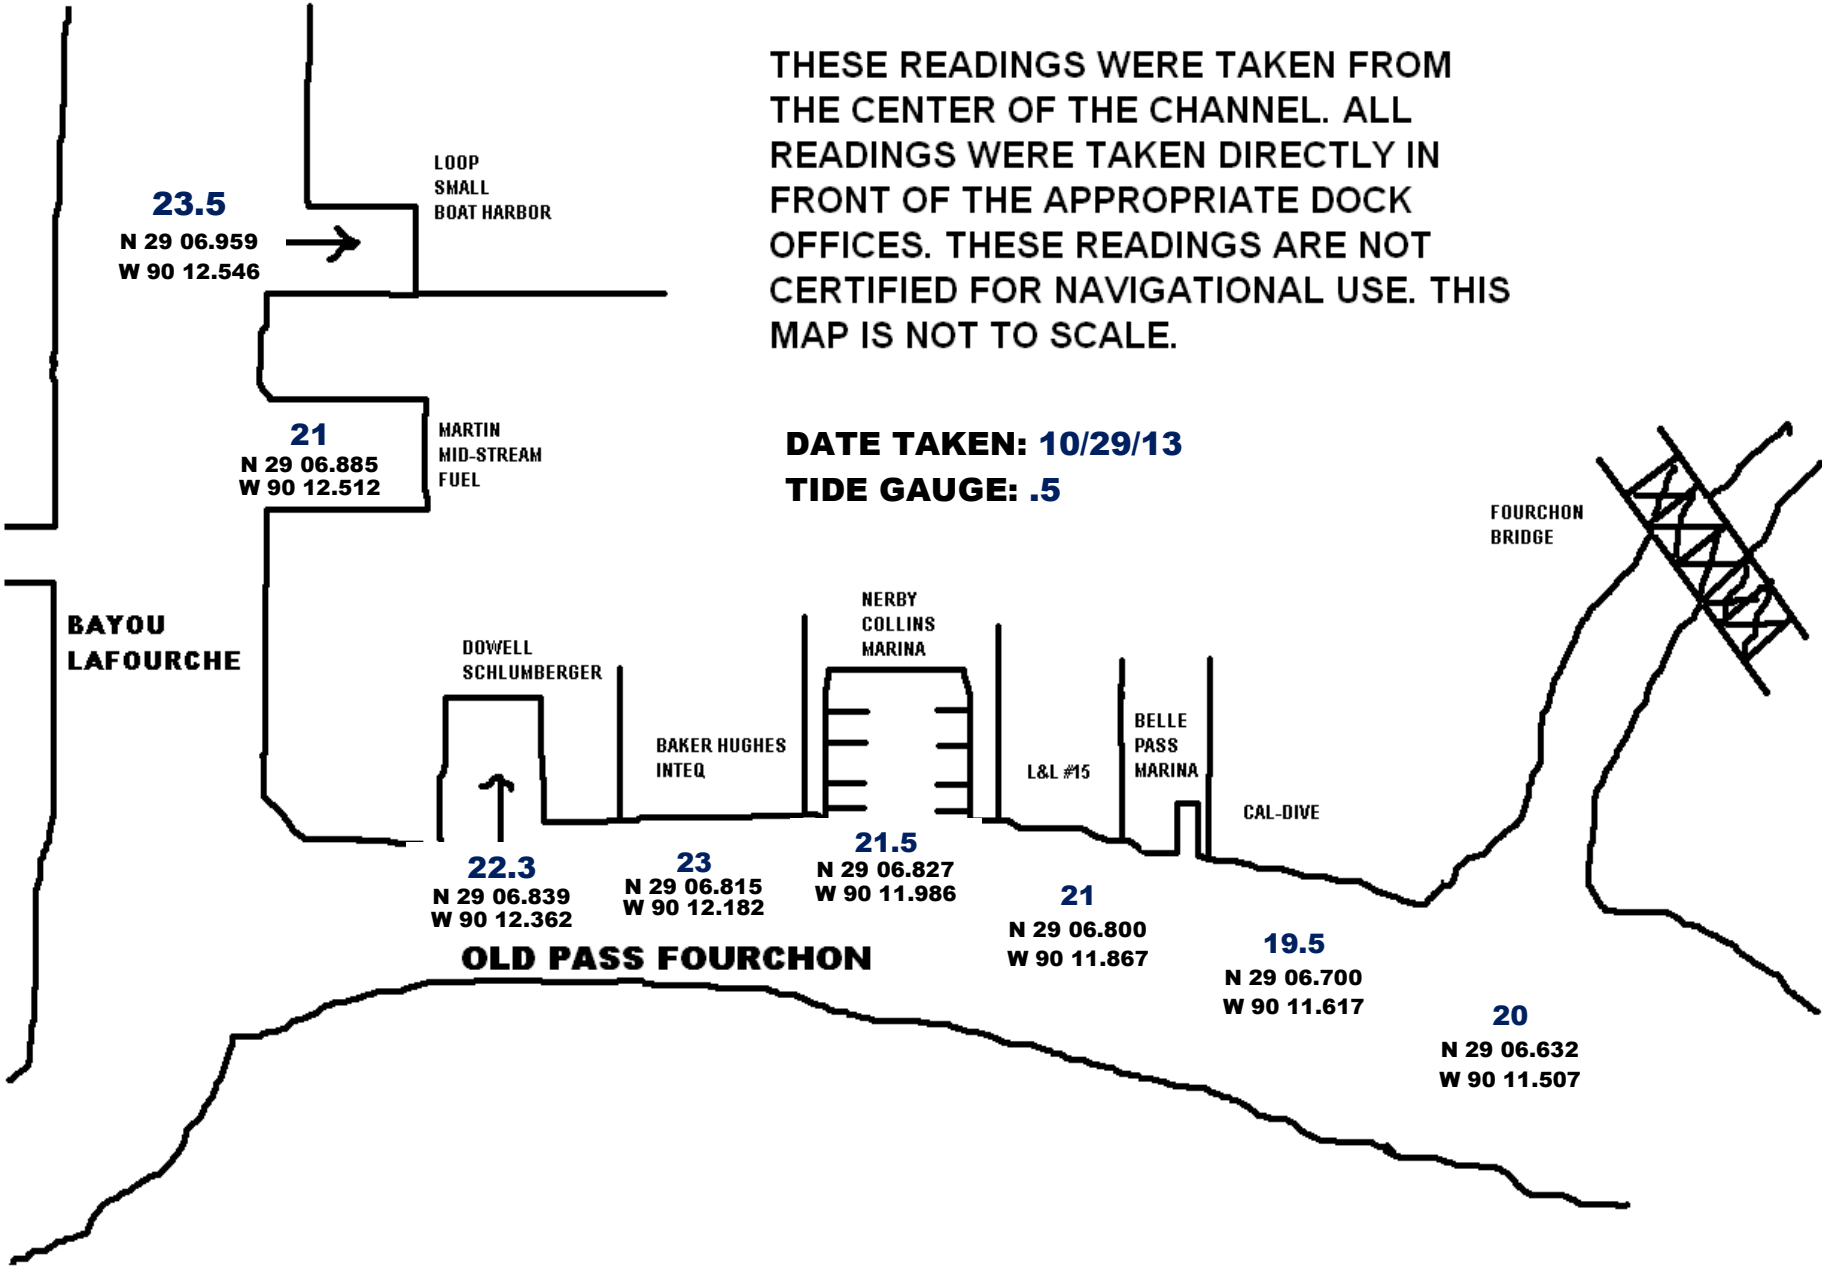 THESE READINGS WERE TAKEN FROM
THE CENTER OF THE CHANNEL. ALL
READINGS WERE TAKEN DIRECTLY IN
FRONT OF THE APPROPRIATE DOCK
OFFICES. THESE READINGS ARE NOT
CERTIFIED FOR NAVIGATIONAL USE. THIS
MAP IS NOT TO SCALE.
LOOP
SMALL
BOAT HARBOR
23.5
N 29 06.959
W 90 12.546
21
N 29 06.885
W 90 12.512
MARTIN
MID-STREAM
FUEL
DATE TAKEN: 10/29/13
TIDE GAUGE: .5
FOURCHON
BRIDGE
BAYOU
LAFOURCHE
DOWELL
SCHLUMBERGER
NERBY
COLLINS
MARINA
BAKER HUGHES
INTEQ
L&L #15
BELLE
PASS
MARINA
CAL-DIVE
22.3
N 29 06.839
W 90 12.362
23
N 29 06.815
W 90 12.182
21.5
N 29 06.827
W 90 11.986
21
N 29 06.800
W 90 11.867
19.5
N 29 06.700
W 90 11.617
20
N 29 06.632
W 90 11.507
OLD PASS FOURCHON